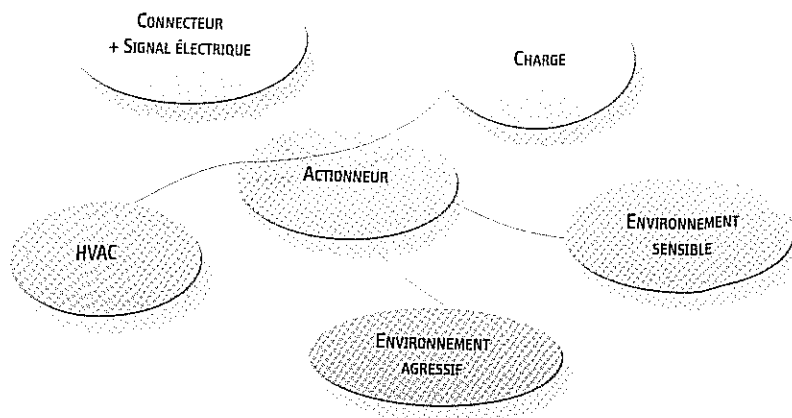 CONNECTEUR
+ SIGNAL ÉLECTRIQUE
CHARGE
ACTIONNEUR
HVAC
ENVIRONNEMENT
SENSIBLE
ENVIRONNEMENT
AGRESSIF